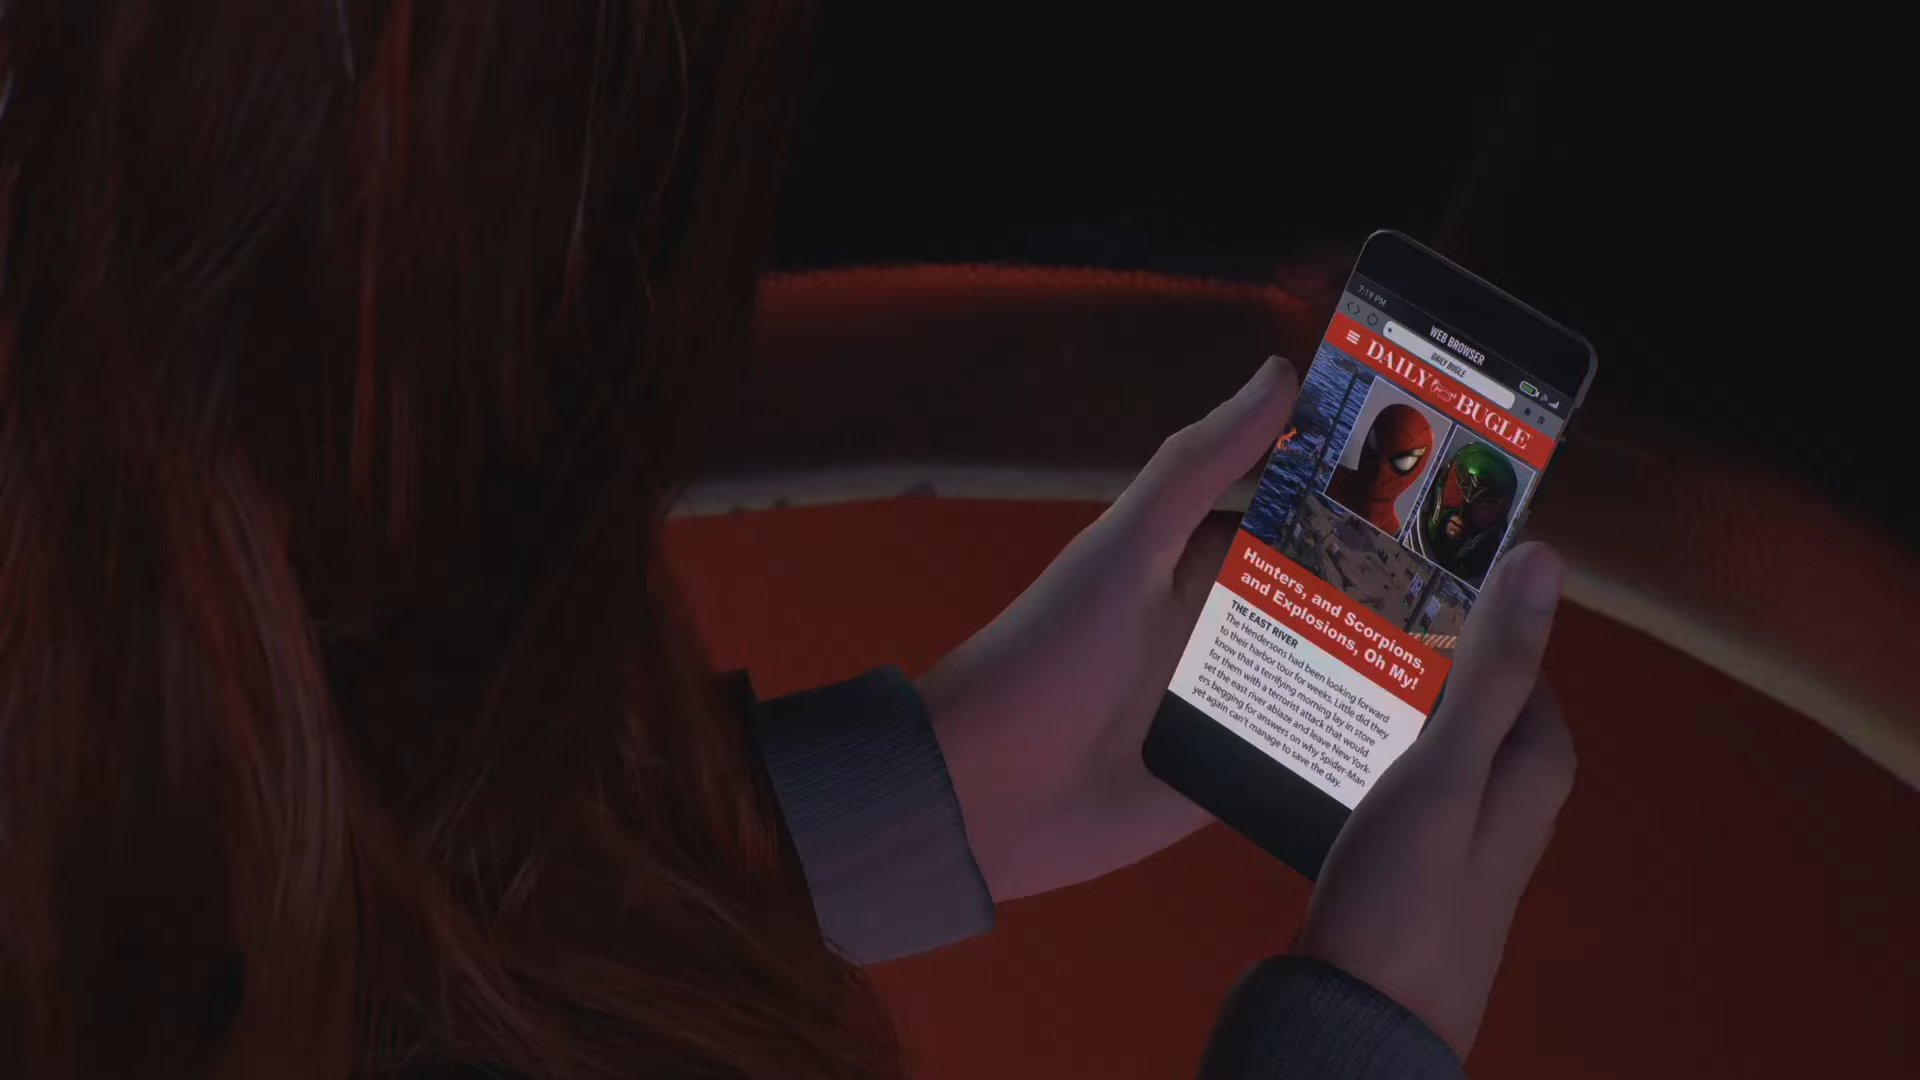 7:19 PM
WEB BROWSER
DAILY BUGLE
DAILY BUGLE
Hunters, and Scorpions,
and Explosions, Oh My!
THE EAST RIVER
The Hendersons had been looking forward
to their harbor tour for weeks. Little did they
know that a terrifying morning lay in store
for them with a terrorist attack that would
set the east river ablaze and leave New York-
ers begging for answers on why Spider-Man
yet again can't manage to save the day.